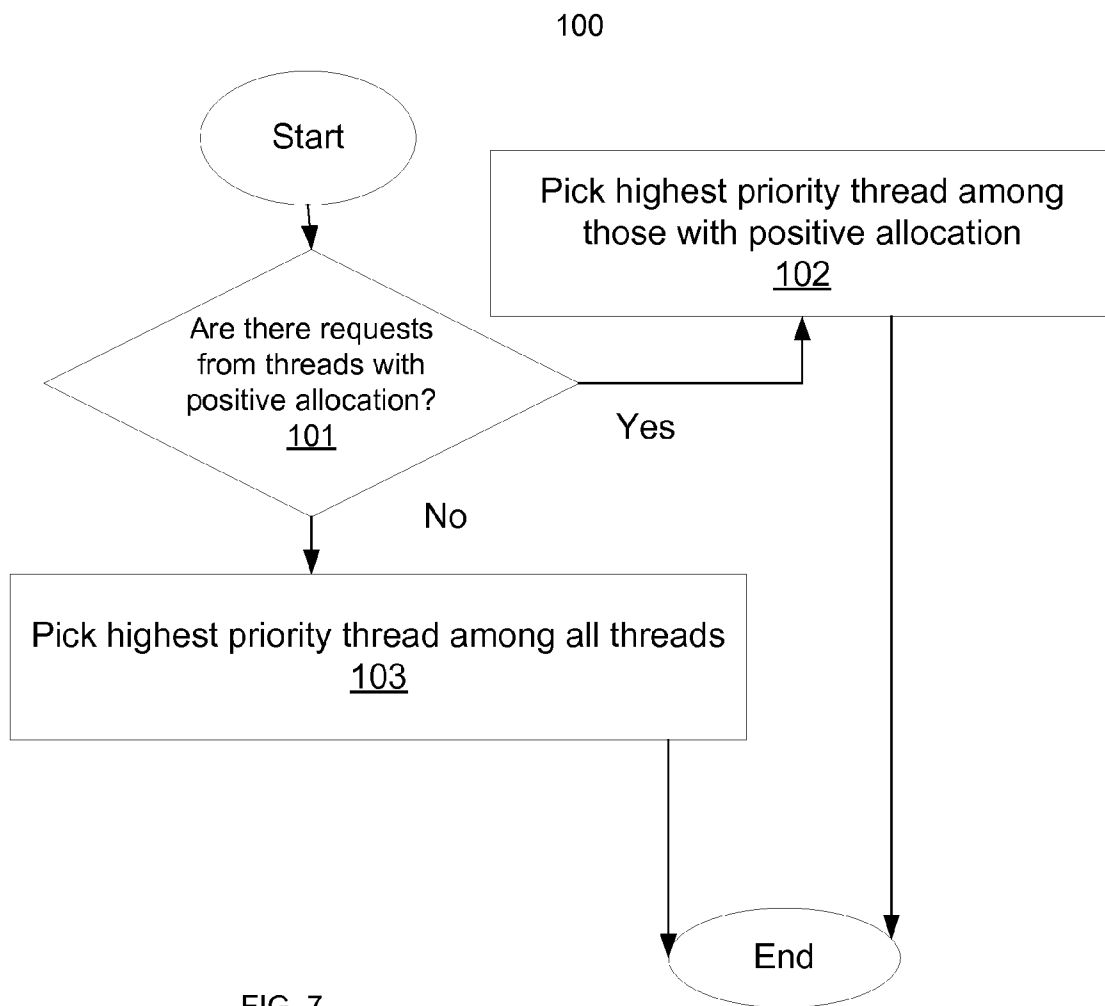 100
Start
Pick highest priority thread among
those with positive allocation
102
Are there requests
from threads with
positive allocation?
101
Yes
No
Pick highest priority thread among all threads
103
End
FIG. 7